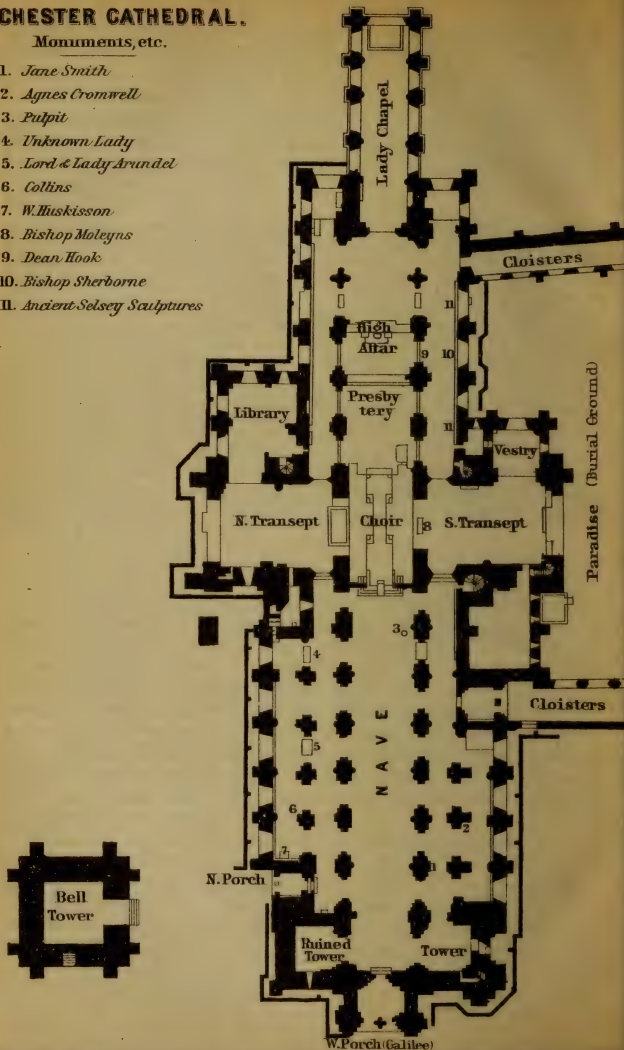 CHESTER CATHEDRAL.
Monuments, etc.
1. Jane Smith
2. Agnes Cromwell
3. Pulpit
4. Unknown Lady
5. Lord & Lady Arundel
6. Collins
7. W. Huskisson
8. Bishop Moleyns
9. Dean Hook
10. Bishop Sherborne
11. Ancient Selsey Sculptures
Lady Chapel
Cloisters
11
High
Altar
9
10
Presby
tery
Library
11
Vestry
Paradise (Burial Ground)
N. Transept
Choir
8
S. Transept
3
4
Cloisters
5
NAVE
6
2
7
1
N. Porch
Bell
Tower
Ruined
Tower
Tower
W. Porch (Galilee)